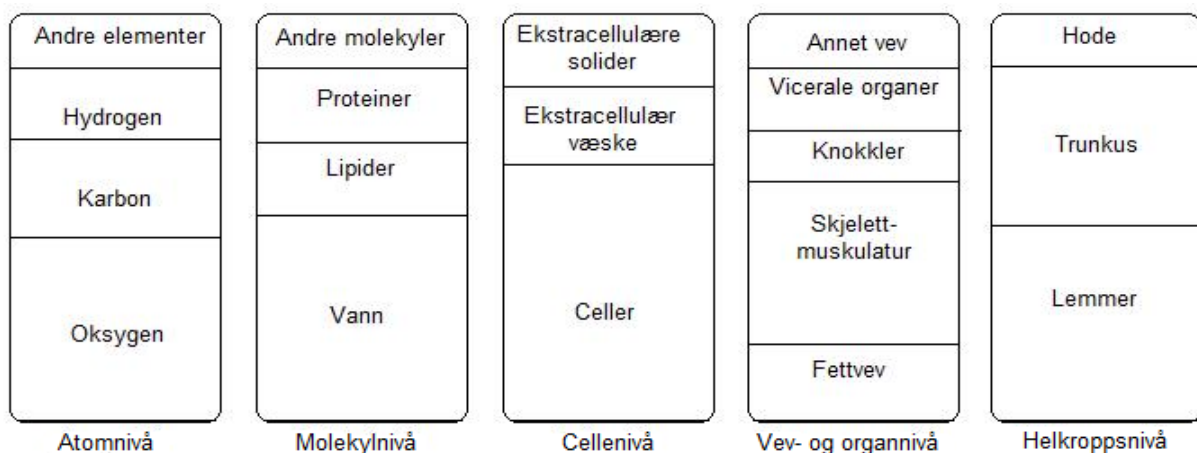 Andre elementer
Hydrogen
Karbon
Oksygen
Atomnivå
Andre molekyler
Proteiner
Lipider
Vann
Molekylnivå
Ekstracellulære
solider
Ekstracellulær
væske
Celler
Cellenivå
Annet vev
Vicerale organer
Knokkler
Skjelett-
muskulatur
Fettvev
Vev- og organnivå
Hode
Trunkus
Lemmer
Helkroppsnivå